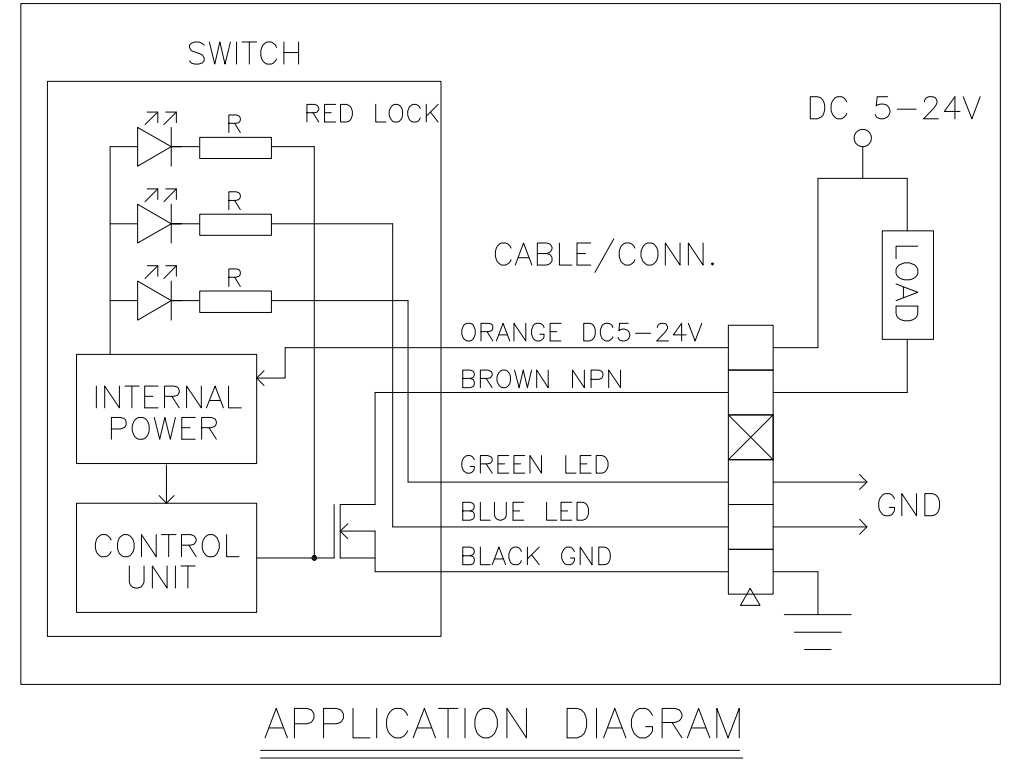 SWITCH
RED LOCK
R
R
R
DC 5-24V
CABLE/CONN.
LOAD
ORANGE DC5-24V
BROWN NPN
INTERNAL
POWER
GREEN LED
GND
BLUE LED
CONTROL
UNIT
BLACK GND
APPLICATION DIAGRAM